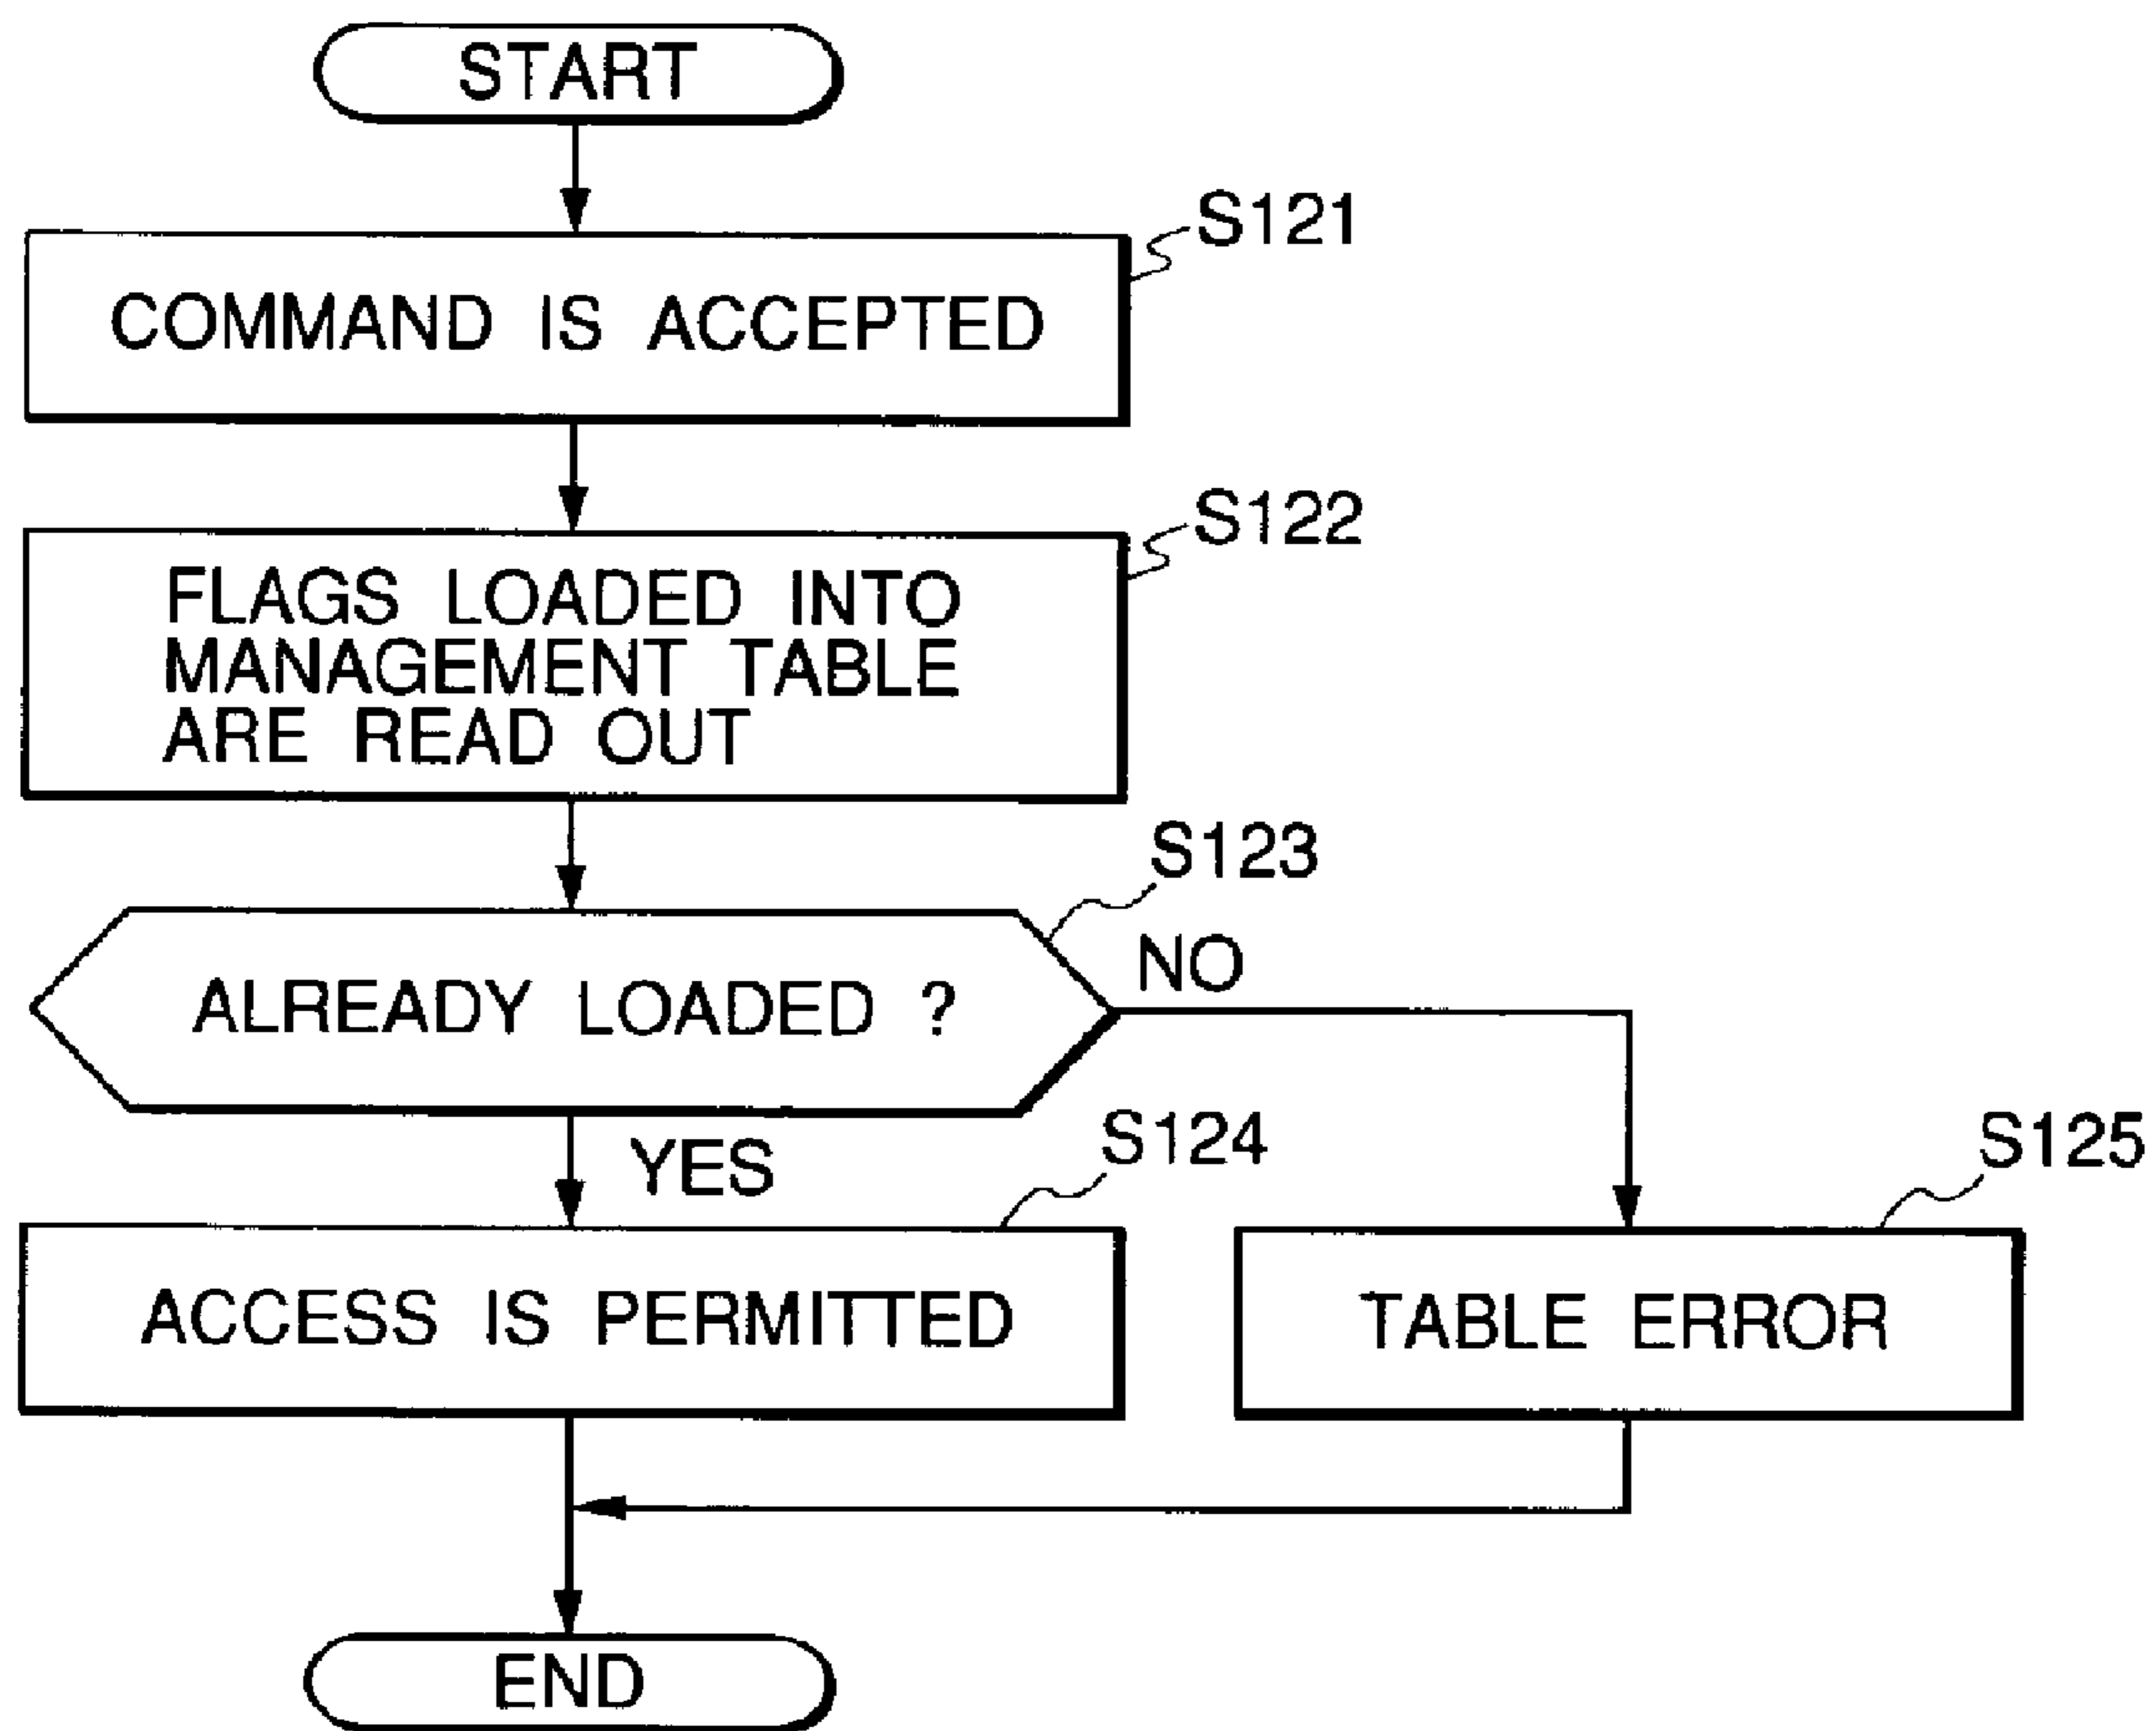 START
S121
COMMAND IS ACCEPTED
S122
FLAGS LOADED INTO
MANAGEMENT TABLE
ARE READ OUT
S123
NO
ALREADY LOADED ?
YES
S124
S125
ACCESS IS PERMITTED
TABLE ERROR
END